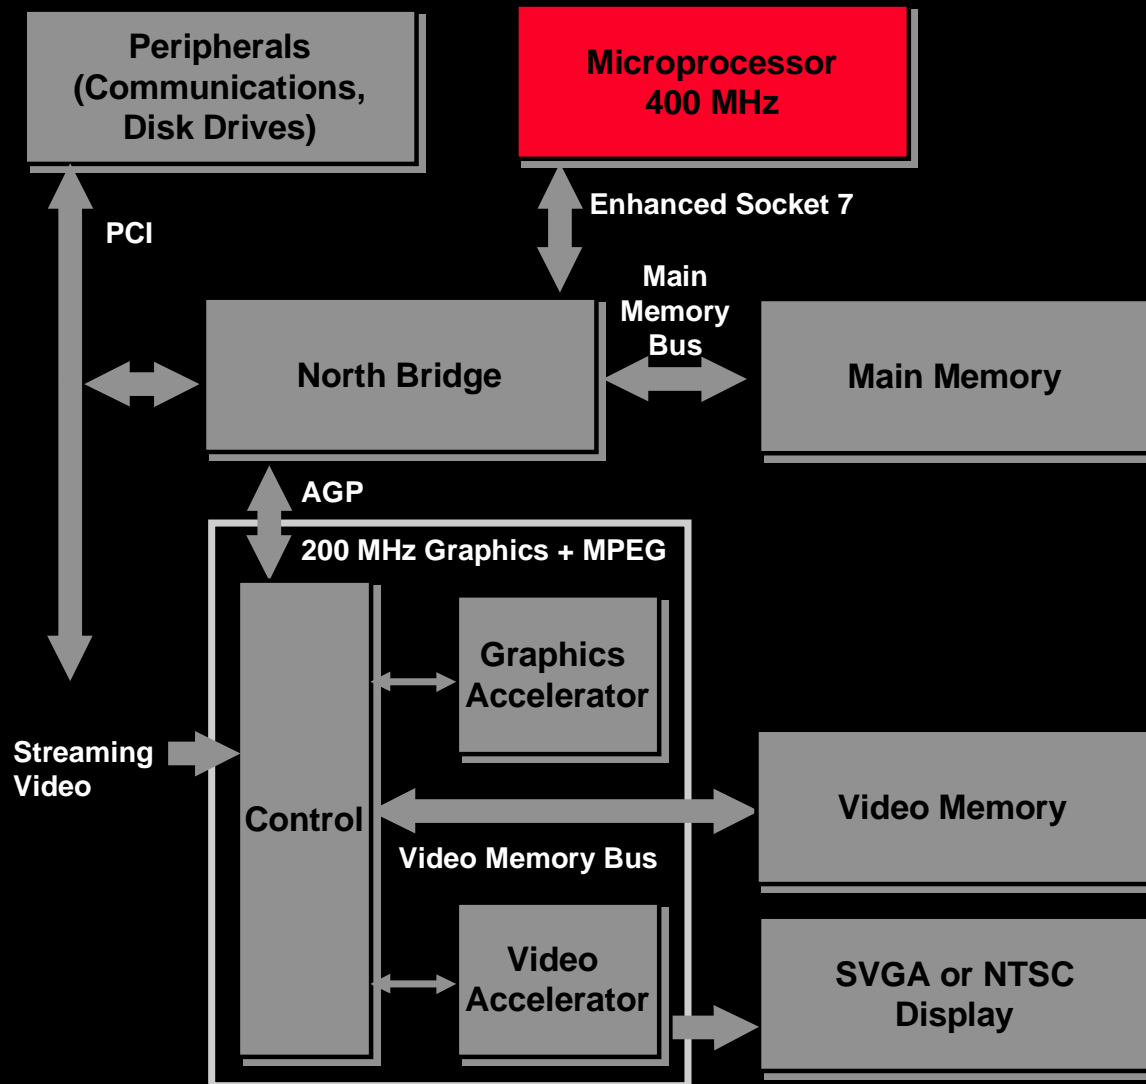 Peripherals
(Communications,
Disk Drives)
Microprocessor
400 MHz
Enhanced Socket 7
PCI
Main
Memory
Bus
North Bridge
Main Memory
AGP
200 MHz Graphics + MPEG
Graphics
Accelerator
Streaming
Video
Control
Video Memory
Video Memory Bus
Video
Accelerator
SVGA or NTSC
Display